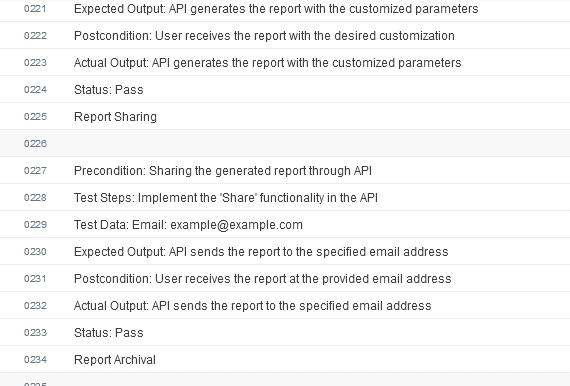 0221 Expected Output: API generates the report with the customized parameters
0222 Postcondition: User receives the report with the desired customization
0223 Actual Output: API generates the report with the customized parameters
0224 Status: Pass
0225 Report Sharing
0226
0227 Precondition: Sharing the generated report through API
0228 Test Steps: Implement the 'Share' functionality in the API
0229 Test Data: Email: example@example.com
0230 Expected Output: API sends the report to the specified email address
0231 Postcondition: User receives the report at the provided email address
0232 Actual Output: API sends the report to the specified email address
0233 Status: Pass
0234 Report Archival
0235